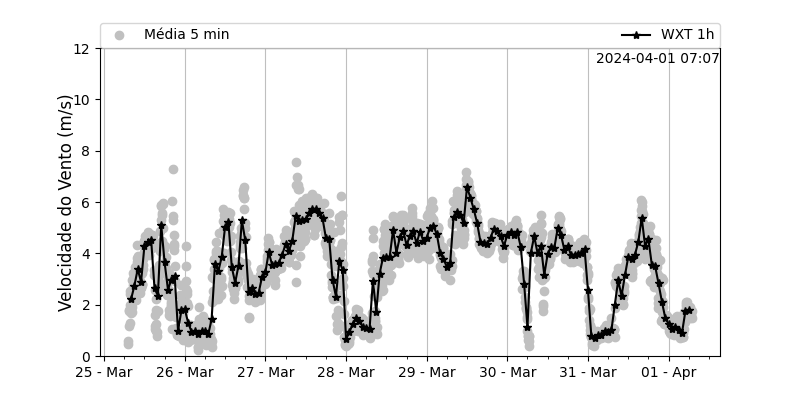 Média 5 min
WXT 1h
2024-04-01 07:07
Velocidade do Vento (m/s)
12
10
8
6
4
2
0
25 - Mar 26 - Mar 27 - Mar 28 - Mar 29 - Mar 30 - Mar 31 - Mar 01 - Apr